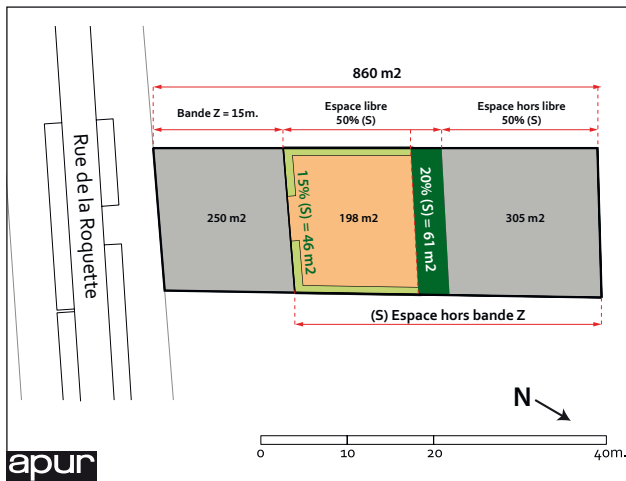 860 m2
Bande Z = 15m.
Espace libre
50% (S)
Espace hors libre
50% (S)
Rue de la Roquette
250 m2
15% (S) = 46 m2
198 m2
20% (S) = 61 m2
305 m2
(S) Espace hors bande Z
N
0 10 20 40m.
apur